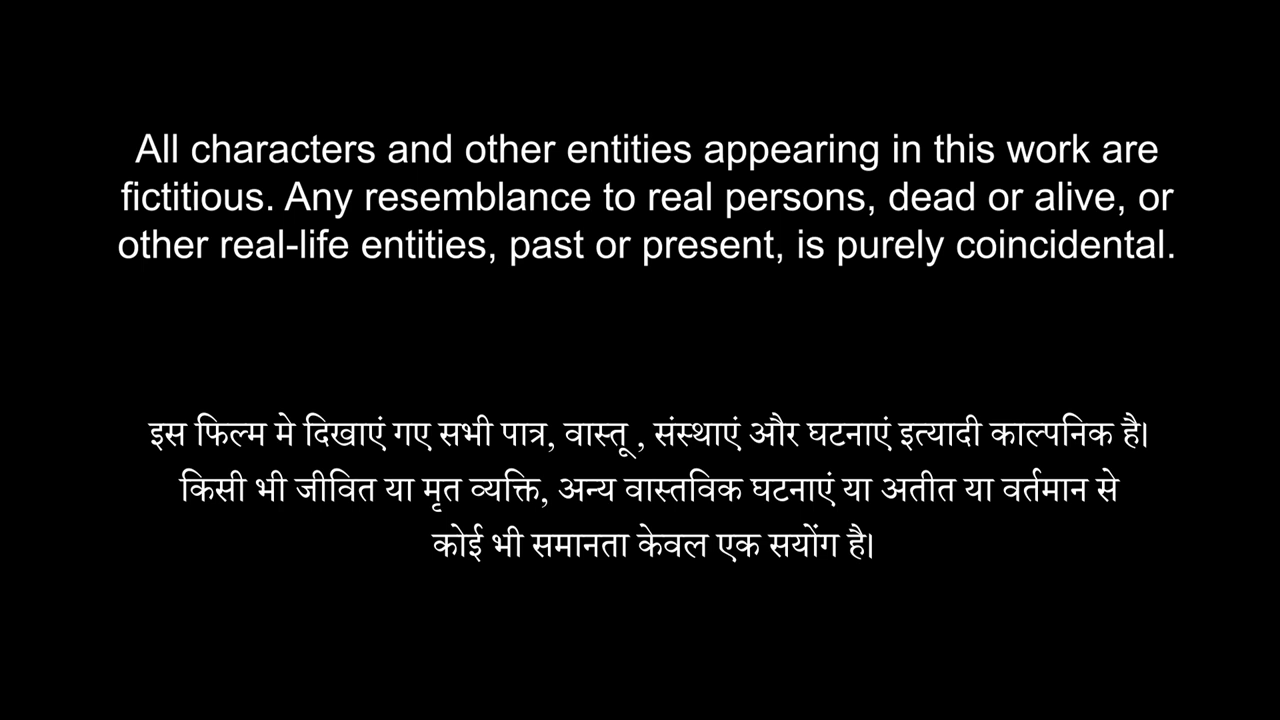 All characters and other entities appearing in this work are
fictitious. Any resemblance to real persons, dead or alive, or
other real-life entities, past or present, is purely coincidental.
इस फिल्म मे दिखाएं गए सभी पात्र, वास्तू , संस्थाएं और घटनाएं इत्यादी काल्पनिक है।
किसी भी जीवित या मृत व्यक्ति, अन्य वास्तविक घटनाएं या अतीत या वर्तमान से
कोई भी समानता केवल एक सयोंग है।